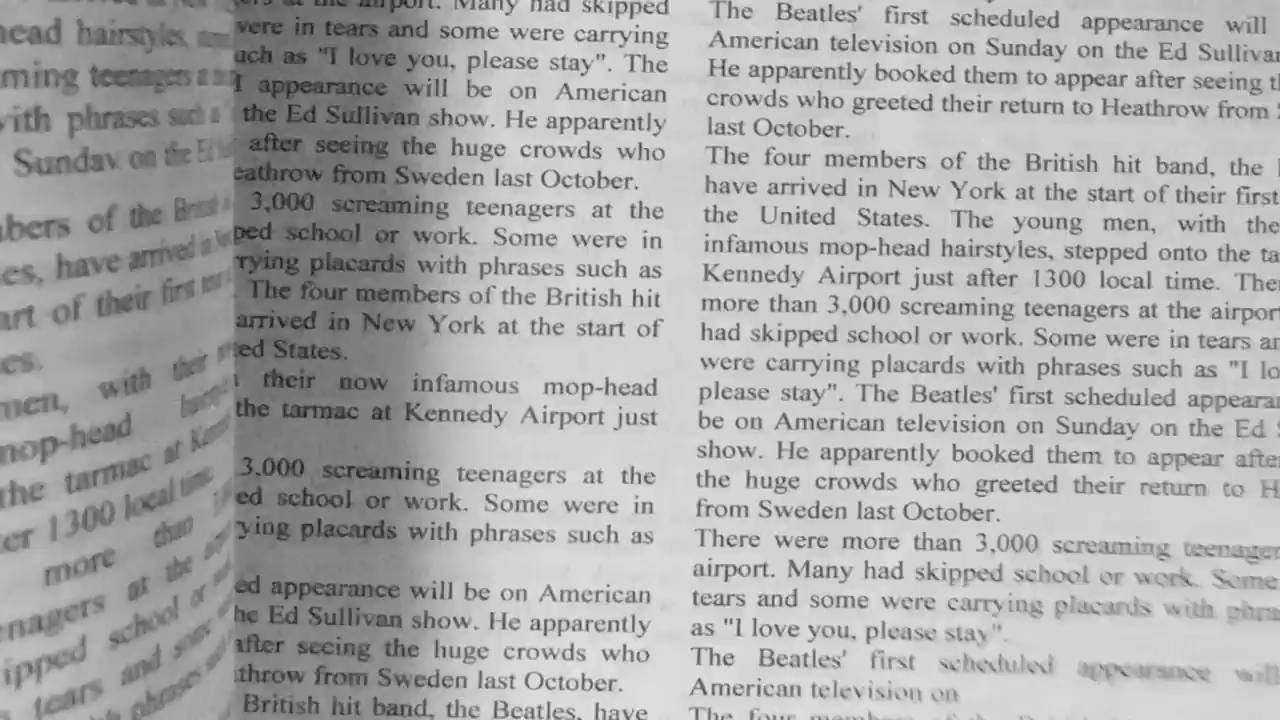 head hairstyles
ming teenagers
with phrases such a
Sunday on the Ed
bers of the British
es, have arrived
art of their first
men, with their
mop-head
the tarmac at
er 1300 local time
more than
nagers at the
ipped school or
tears and some
phrases
airport. Many had skipped
were in tears and some were carrying
uch as "I love you, please stay". The
appearance will be on American
the Ed Sullivan show. He apparently
after seeing the huge crowds who
eathrow from Sweden last October.
3,000 screaming teenagers at the
ped school or work. Some were in
rying placards with phrases such as
The four members of the British hit
arrived in New York at the start of
ed States.
their now infamous mop-head
the tarmac at Kennedy Airport just
3.000 screaming teenagers at the
ed school or work. Some were in
ying placards with phrases such as
ed appearance will be on American
he Ed Sullivan show. He apparently
after seeing the huge crowds who
throw from Sweden last October.
British hit band, the Beatles, have
The Beatles' first scheduled appearance will
American television on Sunday on the Ed Sulliva
He apparently booked them to appear after seeing t
crowds who greeted their return to Heathrow from
last October.
The four members of the British hit band, the
have arrived in New York at the start of their first
the United States. The young men, with the
infamous mop-head hairstyles, stepped onto the ta
Kennedy Airport just after 1300 local time. The
more than 3,000 screaming teenagers at the airport
had skipped school or work. Some were in tears an
were carrying placards with phrases such as "I lo
please stay". The Beatles' first scheduled appeara
be on American television on Sunday on the Ed
show. He apparently booked them to appear afte
the huge crowds who greeted their return to H
from Sweden last October.
There were more than 3,000 screaming teenager
airport. Many had skipped school or work. Some
tears and some were carrying placards with phra
as "I love you, please stay".
The Beatles' first scheduled appearance will
American television on
The four members of the British